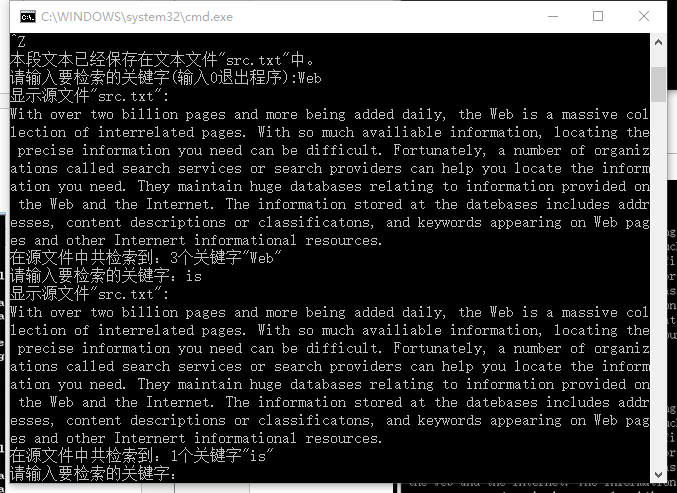 C:\WINDOWS\system32\cmd.exe
^Z
本段文本已经保存在文本文件"src.txt"中。
请输入要检索的关键字(输入0退出程序):Web
显示源文件"src.txt":
With over two billion pages and more being added daily, the Web is a massive col
lection of interrelated pages. With so much availiable information, locating the
 precise information you need can be difficult. Fortunately, a number of organiz
ations called search services or search providers can help you locate the inform
ation you need. They maintain huge databases relating to information provided on
 the Web and the Internet. The information stored at the datebases includes addr
esses, content descriptions or classificatons, and keywords appearing on Web pag
es and other Internert informational resources.
在源文件中共检索到：3个关键字"Web"
请输入要检索的关键字：is
显示源文件"src.txt":
With over two billion pages and more being added daily, the Web is a massive col
lection of interrelated pages. With so much availiable information, locating the
 precise information you need can be difficult. Fortunately, a number of organiz
ations called search services or search providers can help you locate the inform
ation you need. They maintain huge databases relating to information provided on
 the Web and the Internet. The information stored at the datebases includes addr
esses, content descriptions or classificatons, and keywords appearing on Web pag
es and other Internert informational resources.
在源文件中共检索到：1个关键字"is"
请输入要检索的关键字：